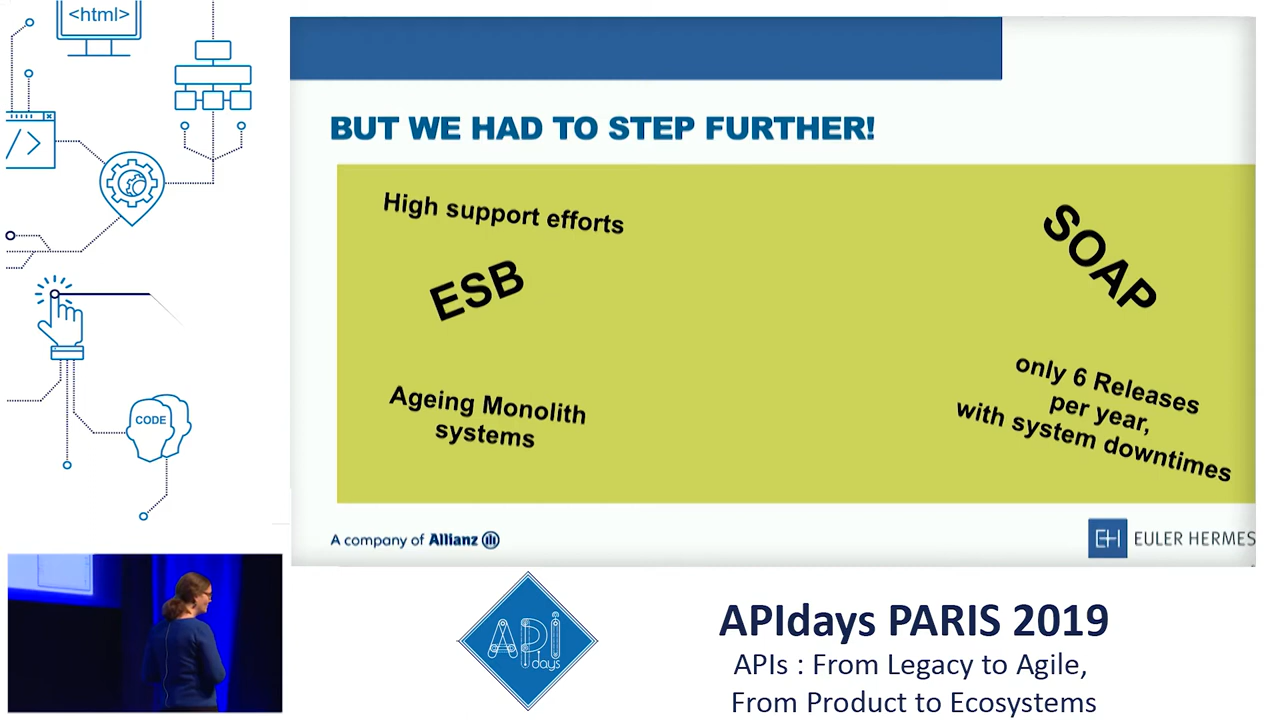 <html>
BUT WE HAD TO STEP FURTHER!
High support efforts
SOAP
ESB
Ageing Monolith
systems
only 6 Releases
per year,
with system downtimes
CODE
A company of Allianz
EH EULER HERMES
API
days
APIdays PARIS 2019
APIs : From Legacy to Agile,
From Product to Ecosystems